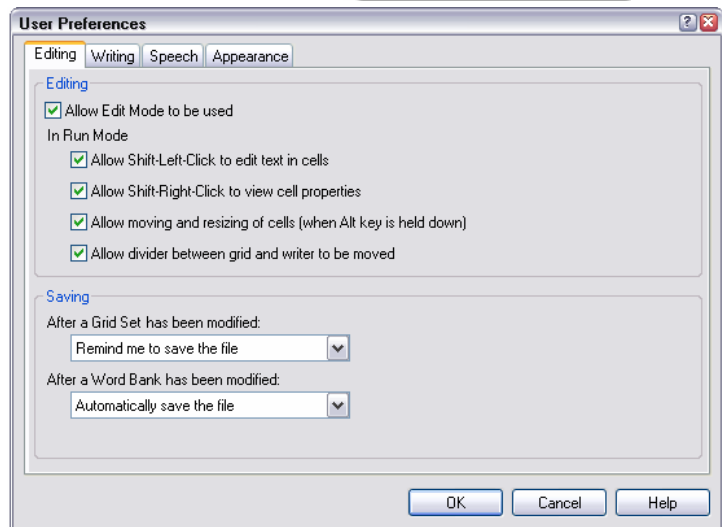 User Preferences
Editing Writing Speech Appearance
Editing
Allow Edit Mode to be used
In Run Mode
Allow Shift-Left-Click to edit text in cells
Allow Shift-Right-Click to view cell properties
Allow moving and resizing of cells (when Alt key is held down)
Allow divider between grid and writer to be moved
Saving
After a Grid Set has been modified:
Remind me to save the file
After a Word Bank has been modified:
Automatically save the file
OK Cancel Help